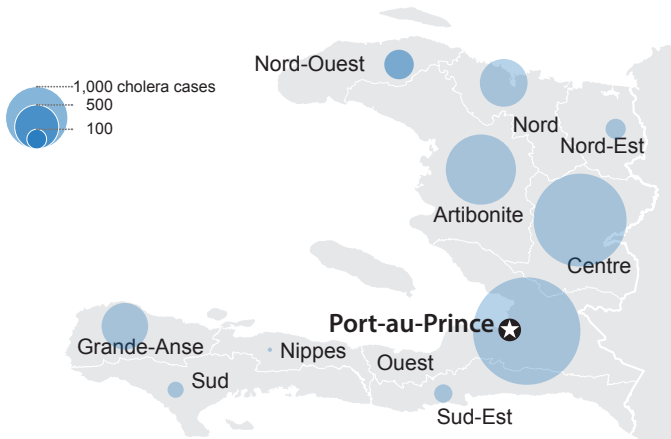 Nord-Ouest
1,000 cholera cases
500
100
Nord
Nord-Est
Artibonite
Centre
Port-au-Prince
Grande-Anse
Nippes
Ouest
Sud
Sud-Est